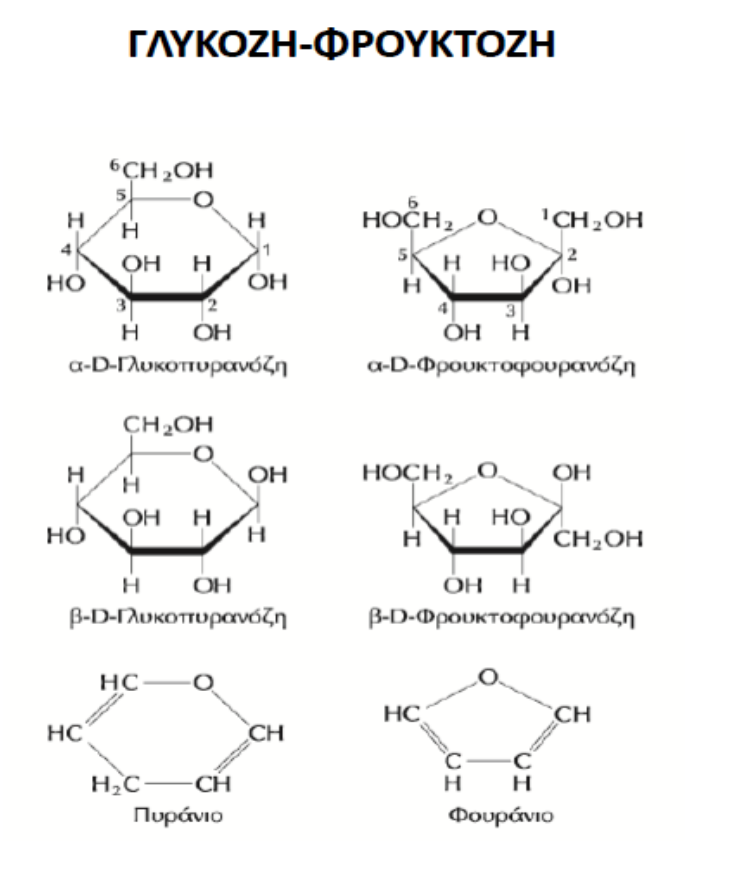 ΓΛΥΚΟΖΗ-ΦΡΟΥΚΤΟΖΗ
6CH2OH
5 O
H H H
4 OH H 1
HO OH
3 2
H OH
α-D-Γλυκοπυρανόζη
6
HOCH2 O 1CH2OH
5 H HO 2
H OH
4 3
OH H
α-D-Φρουκτοφουρανόζη
CH2OH
O
H H OH
OH H
HO H
H OH
β-D-Γλυκοπυρανόζη
HOCH2 O OH
H HO
H CH2OH
OH H
β-D-Φρουκτοφουρανόζη
HC O
HC CH
H2C CH
Πυράνιο
O
HC CH
C C
H H
Φουράνιο